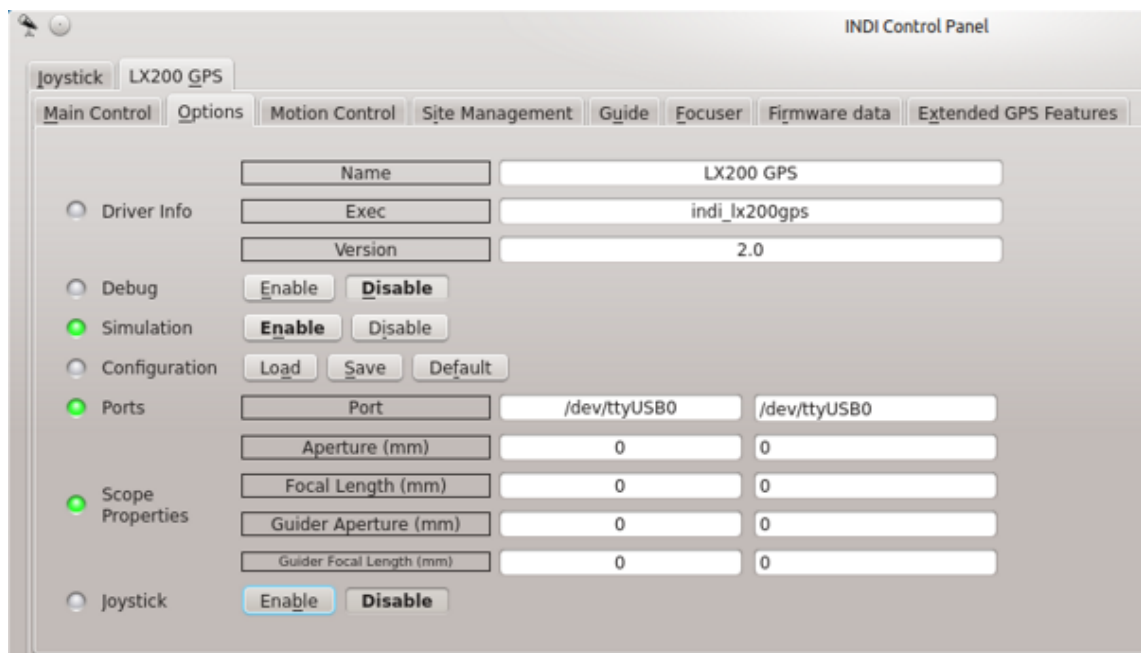 INDI Control Panel
Joystick LX200 GPS
Main Control Options Motion Control Site Management Guide Focuser Firmware data Extended GPS Features
Name LX200 GPS
Driver Info Exec indi_lx200gps
Version 2.0
Debug Enable Disable
Simulation Enable Disable
Configuration Load Save Default
Ports Port /dev/ttyUSB0 /dev/ttyUSB0
Aperture (mm) 0 0
Scope Focal Length (mm) 0 0
Properties Guider Aperture (mm) 0 0
Guider Focal Length (mm) 0 0
Joystick Enable Disable